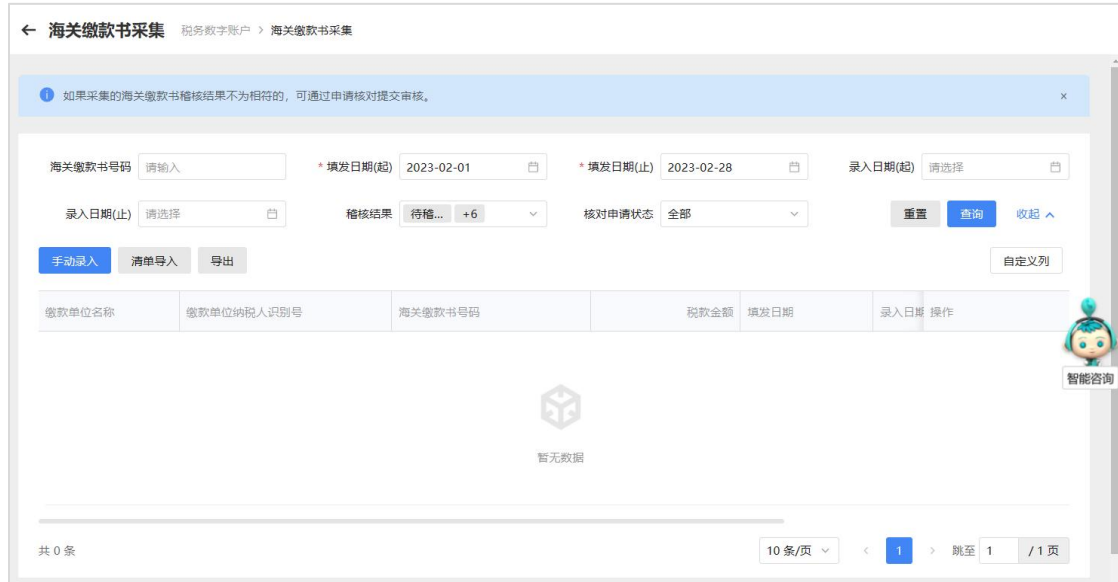 海关缴款书采集 税务数字账户 > 海关缴款书采集
如果采集的海关缴款书稽核结果不为相符的，可通过申请核对提交审核。
海关缴款书号码 请输入 * 填发日期(起) 2023-02-01 * 填发日期(止) 2023-02-28 录入日期(起) 请选择
录入日期(止) 请选择 稽核结果 待稽... +6 核对申请状态 全部 重置 查询 收起
手动录入 清单导入 导出 自定义列
缴款单位名称 缴款单位纳税人识别号 海关缴款书号码 税款金额 填发日期 录入日期 操作
智能咨询
暂无数据
共 0 条 10 条/页 < 1 > 跳至 1 / 1 页